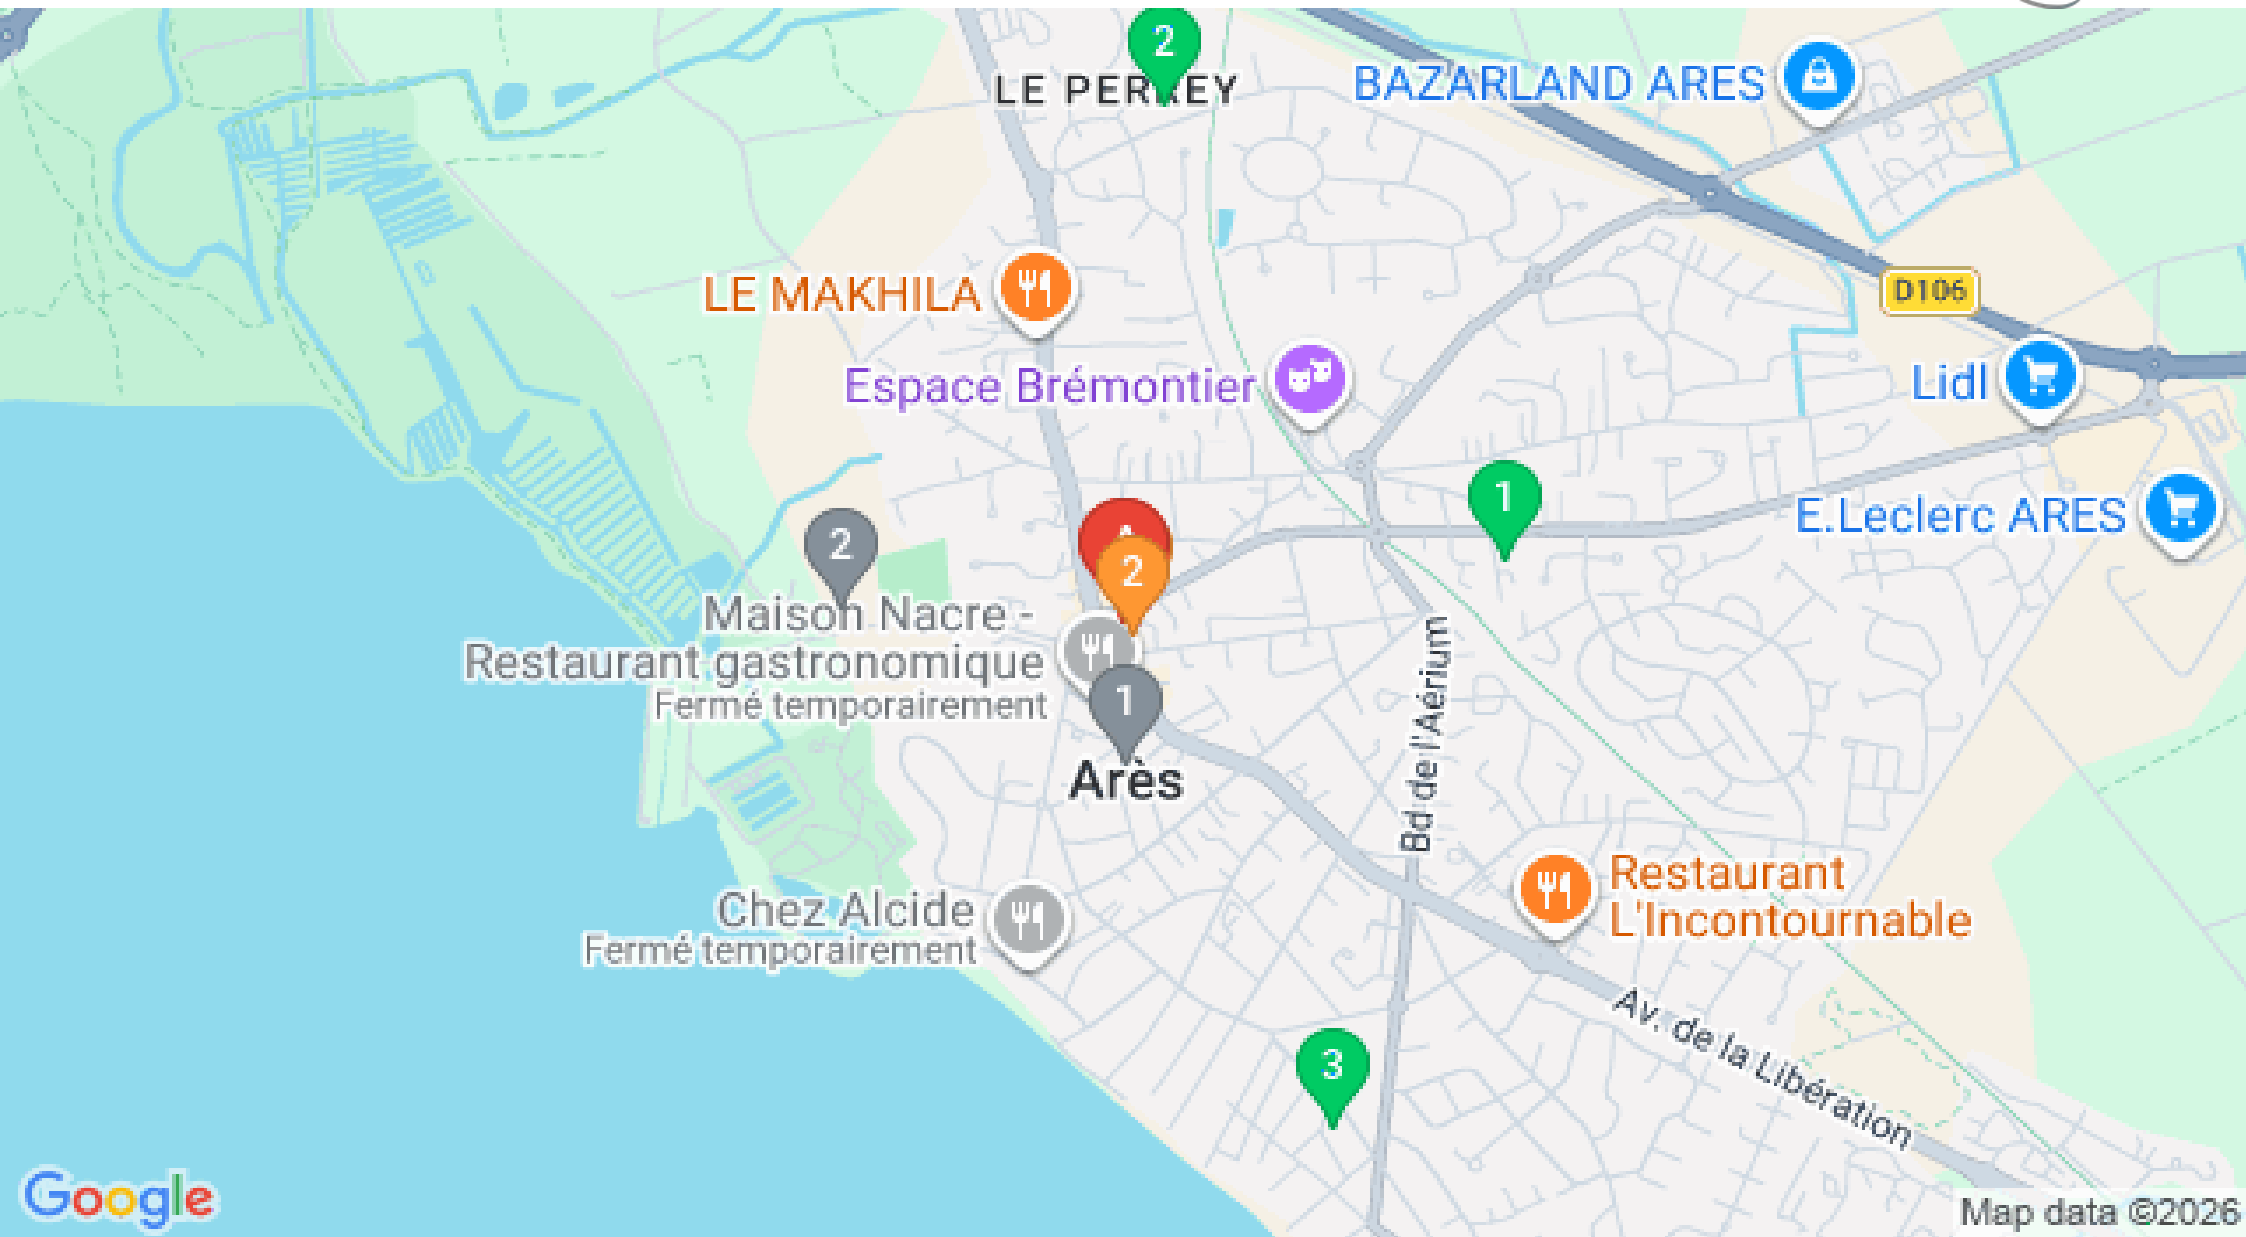 2
LE PERREY
BAZARLAND ARES
LE MAKHILA
D106
Espace Brémontier
Lidl
1
E.Leclerc ARES
2
2
Maison Nacre -
Restaurant gastronomique
Fermé temporairement
1
Arès
Bd de l'Aérium
Restaurant
L'Incontournable
Chez Alcide
Fermé temporairement
Av. de la Libération
3
Google
Map data ©2026